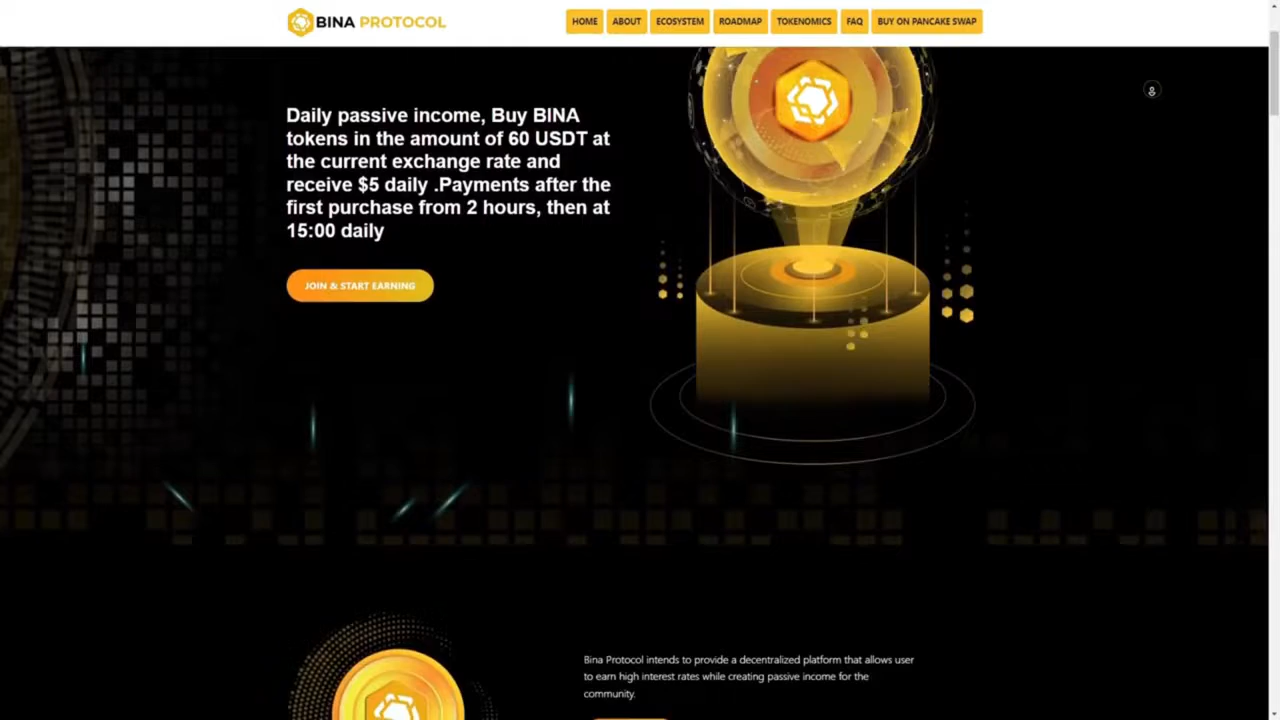 BINA PROTOCOL
HOME ABOUT ECOSYSTEM ROADMAP TOKENOMICS FAQ BUY ON PANCAKE SWAP
Daily passive income, Buy BINA
tokens in the amount of 60 USDT at
the current exchange rate and
receive $5 daily .Payments after the
first purchase from 2 hours, then at
15:00 daily
JOIN & START EARNING
Bina Protocol intends to provide a decentralized platform that allows user
to earn high interest rates while creating passive income for the
community.